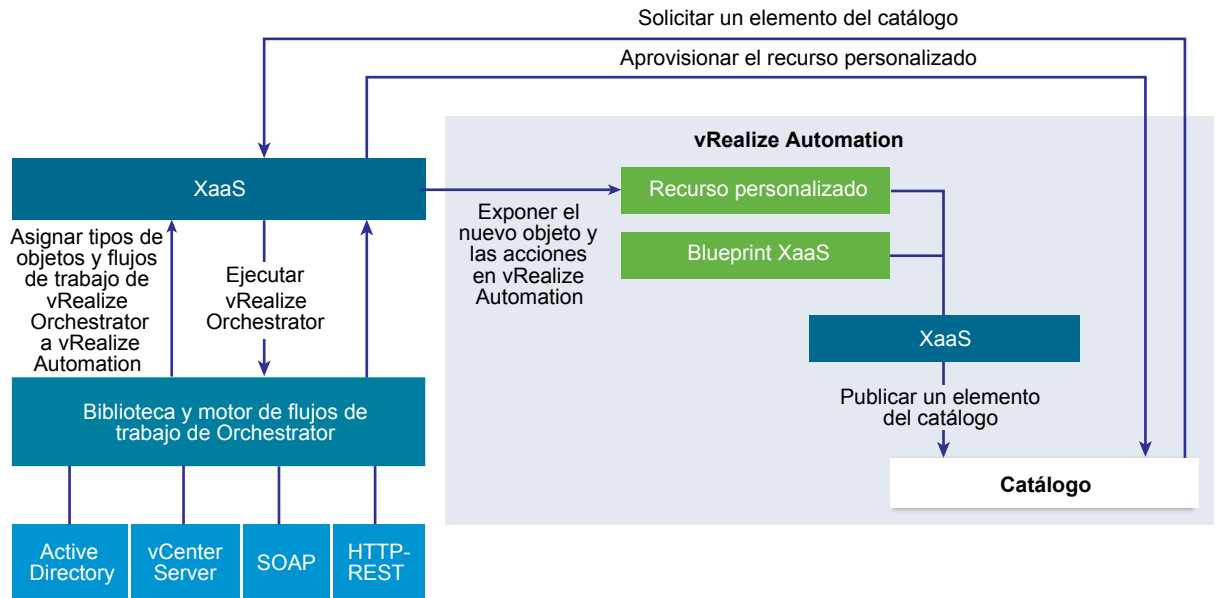 Solicitar un elemento del catálogo
Aprovisionar el recurso personalizado
vRealize Automation
XaaS
Recurso personalizado
Exponer el
nuevo objeto y
las acciones
en vRealize
Automation
Blueprint XaaS
Asignar tipos de
objetos y flujos
de trabajo de
vRealize
Orchestrator
a vRealize
Automation
Ejecutar
vRealize
Orchestrator
XaaS
Publicar un elemento
del catálogo
Biblioteca y motor de flujos de
trabajo de Orchestrator
Catálogo
Active
Directory
vCenter
Server
SOAP
HTTP-
REST